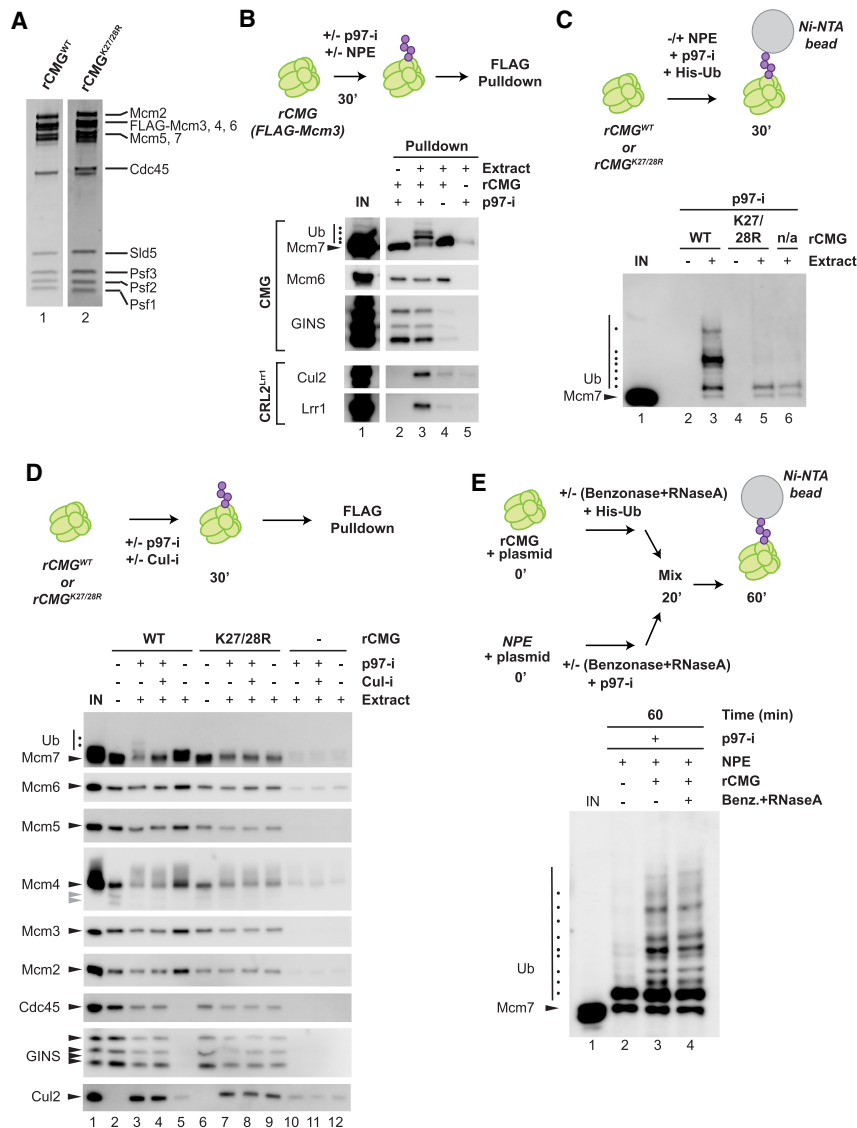 A
rCMG^WT
rCMG^K27/28R
Mcm2
FLAG-Mcm3, 4, 6
Mcm5, 7
Cdc45
Sld5
Psf3
Psf2
Psf1
1 2
B
+/- p97-i
+/- NPE
30'
rCMG
(FLAG-Mcm3)
FLAG
Pulldown
Pulldown
- + + + Extract
+ + + - rCMG
IN + + - + p97-i
Ub
Mcm7
Mcm6
GINS
CMG
Cul2
Lrr1
CRL2^Lrr1
1 2 3 4 5
C
-/+ NPE
+ p97-i
+ His-Ub
Ni-NTA
bead
rCMG^WT
or
rCMG^K27/28R
30'
p97-i
K27/
WT 28R n/a rCMG
IN - + - + + Extract
Ub
Mcm7
1 2 3 4 5 6
D
+/- p97-i
+/- Cul-i
30'
rCMG^WT
or
rCMG^K27/28R
FLAG
Pulldown
WT K27/28R - rCMG
- + + - - + + - + + - p97-i
- - + - - - + - - + - Cul-i
IN - + + + - + + + + + + Extract
Ub
Mcm7
Mcm6
Mcm5
Mcm4
Mcm3
Mcm2
Cdc45
GINS
Cul2
1 2 3 4 5 6 7 8 9 10 11 12
E
rCMG
+ plasmid
0'
+/- (Benzonase+RNaseA)
+ His-Ub
Mix
20'
Ni-NTA
bead
60'
NPE
+ plasmid
0'
+/- (Benzonase+RNaseA)
+ p97-i
60 Time (min)
+ p97-i
+ + + NPE
- + + rCMG
IN - - + Benz.+RNaseA
Ub
Mcm7
1 2 3 4